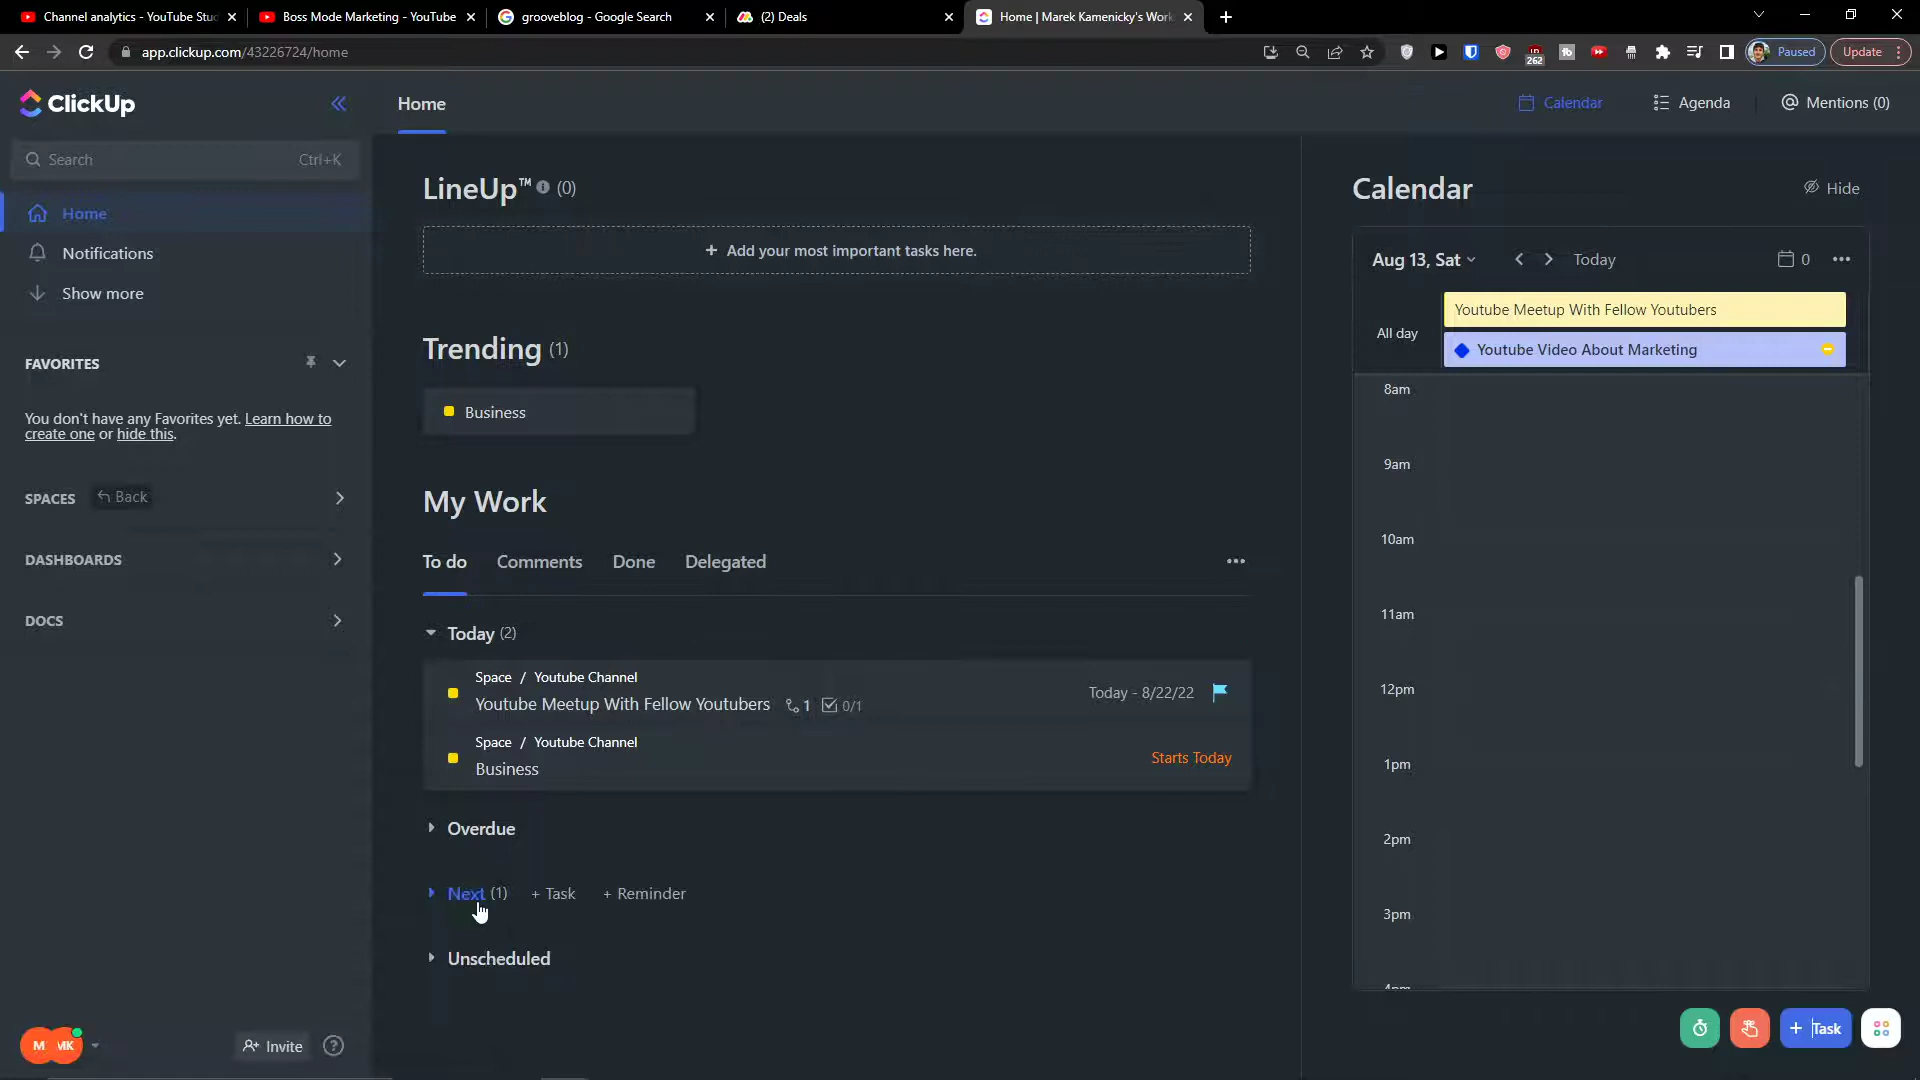 Channel analytics - YouTube Stu
Boss Mode Marketing - YouTube
grooveblog - Google Search
(2) Deals
Home | Marek Kamenicky's Work
app.clickup.com/43226724/home
262
Paused
Update
ClickUp
Search
Ctrl+K
Home
Notifications
Show more
FAVORITES
You don't have any Favorites yet. Learn how to
create one or hide this.
SPACES
Back
DASHBOARDS
DOCS
M
MK
Invite
?
Home
Calendar
Agenda
Mentions (0)
LineUp™ (0)
+ Add your most important tasks here.
Trending (1)
Business
My Work
To do
Comments
Done
Delegated
Today (2)
Space / Youtube Channel
Youtube Meetup With Fellow Youtubers
1
0/1
Today - 8/22/22
Space / Youtube Channel
Business
Starts Today
Overdue
Next (1)
+ Task
+ Reminder
Unscheduled
Calendar
Hide
Aug 13, Sat
Today
0
All day
Youtube Meetup With Fellow Youtubers
Youtube Video About Marketing
8am
9am
10am
11am
12pm
1pm
2pm
3pm
4pm
+ Task